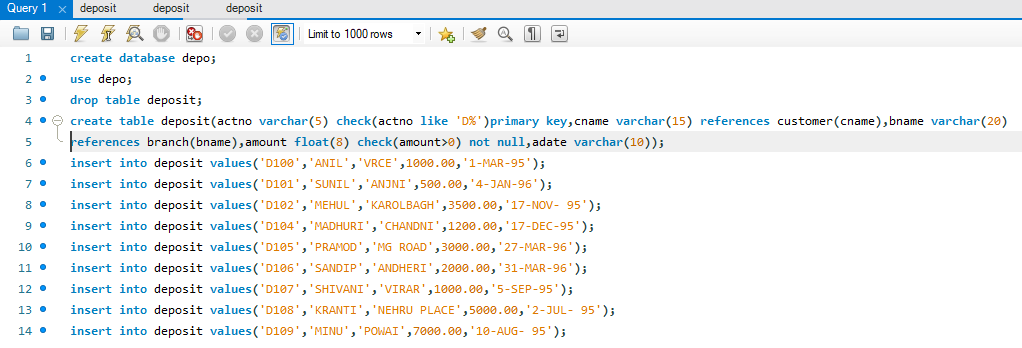 Query 1 deposit deposit deposit
Limit to 1000 rows
1 create database depo;
2 use depo;
3 drop table deposit;
4 create table deposit(actno varchar(5) check(actno like 'D%')primary key,cname varchar(15) references customer(cname),bname varchar(20)
5 references branch(bname),amount float(8) check(amount>0) not null,adate varchar(10));
6 insert into deposit values('D100','ANIL','VRCE',1000.00,'1-MAR-95');
7 insert into deposit values('D101','SUNIL','ANJNI',500.00,'4-JAN-96');
8 insert into deposit values('D102','MEHUL','KAROLBAGH',3500.00,'17-NOV- 95');
9 insert into deposit values('D104','MADHURI','CHANDNI',1200.00,'17-DEC-95');
10 insert into deposit values('D105','PRAMOD','MG ROAD',3000.00,'27-MAR-96');
11 insert into deposit values('D106','SANDIP','ANDHERI',2000.00,'31-MAR-96');
12 insert into deposit values('D107','SHIVANI','VIRAR',1000.00,'5-SEP-95');
13 insert into deposit values('D108','KRANTI','NEHRU PLACE',5000.00,'2-JUL- 95');
14 insert into deposit values('D109','MINU','POWAI',7000.00,'10-AUG- 95');